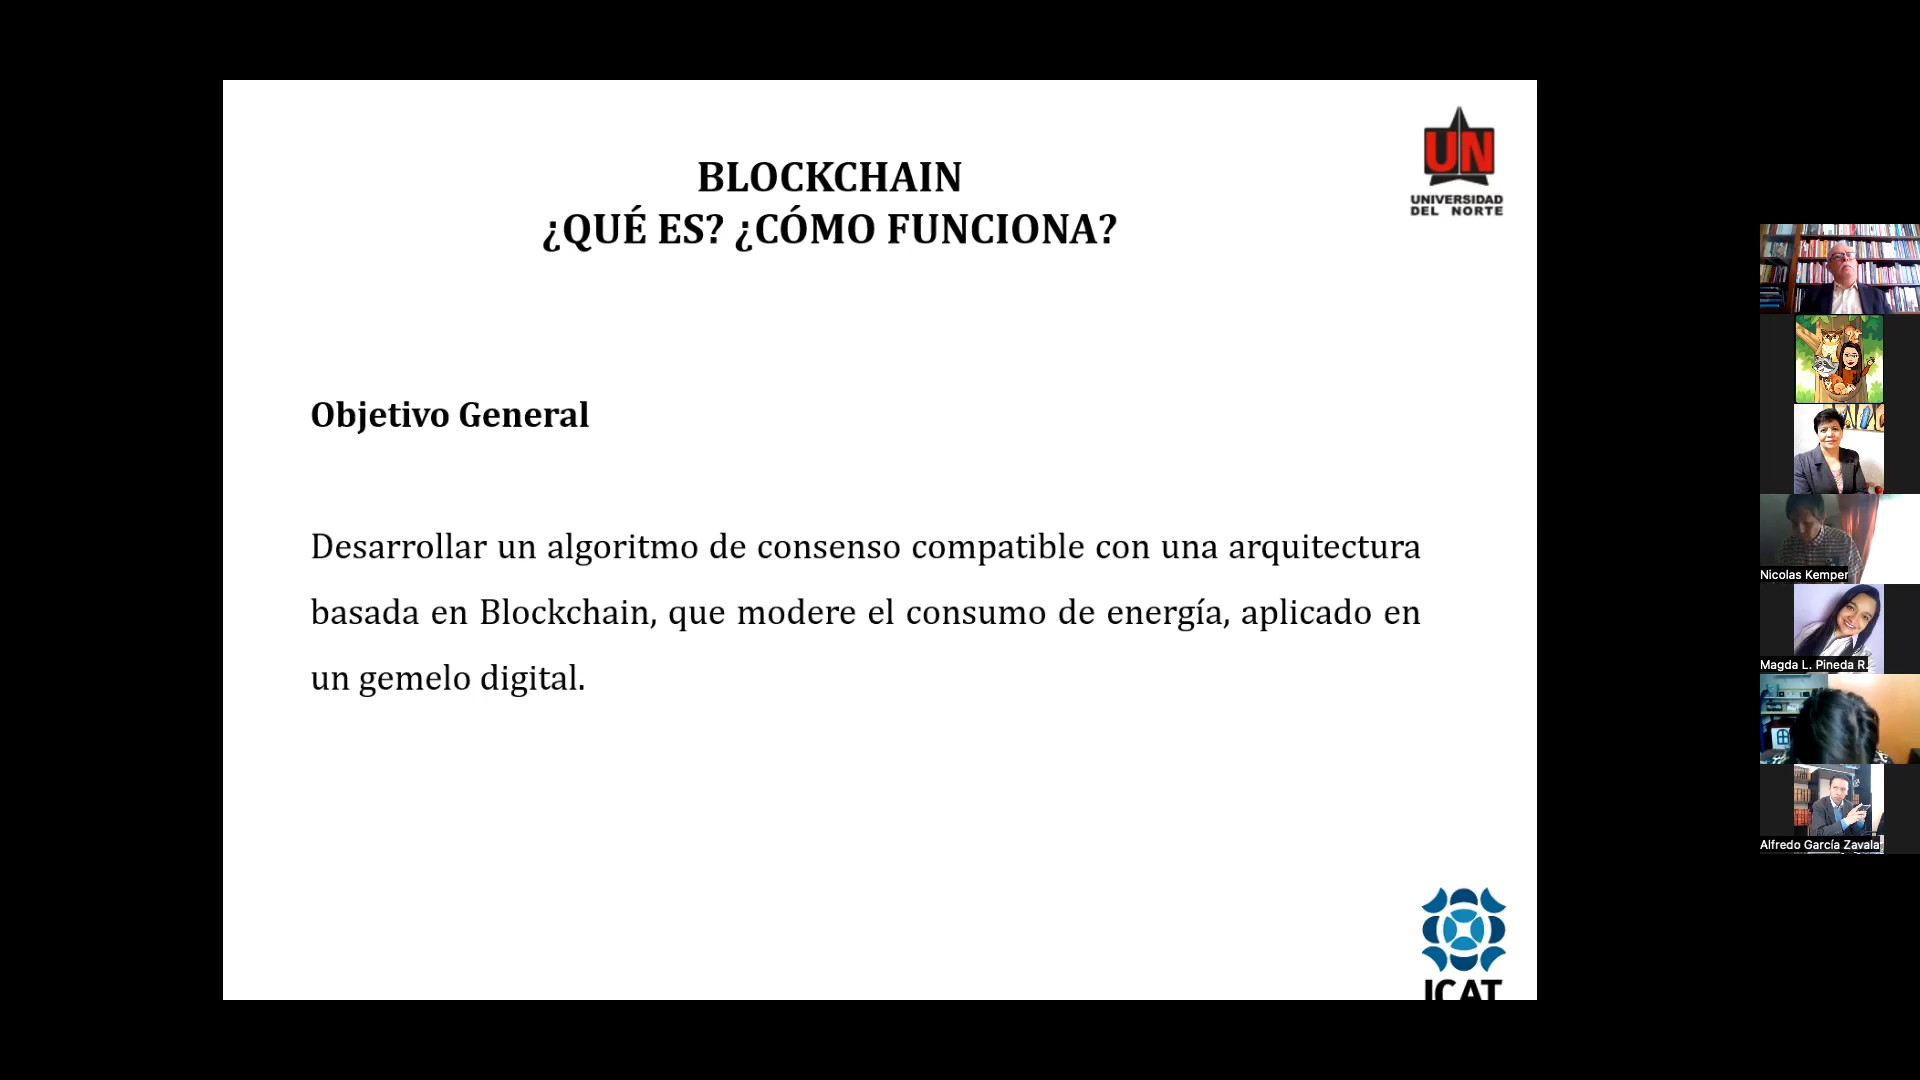 BLOCKCHAIN
¿QUÉ ES? ¿CÓMO FUNCIONA?
UN
UNIVERSIDAD
DEL NORTE
Objetivo General
Desarrollar un algoritmo de consenso compatible con una arquitectura
basada en Blockchain, que modere el consumo de energía, aplicado en
un gemelo digital.
ICAT
Nicolas Kemper
Magda L. Pineda R.
Alfredo García Zavala